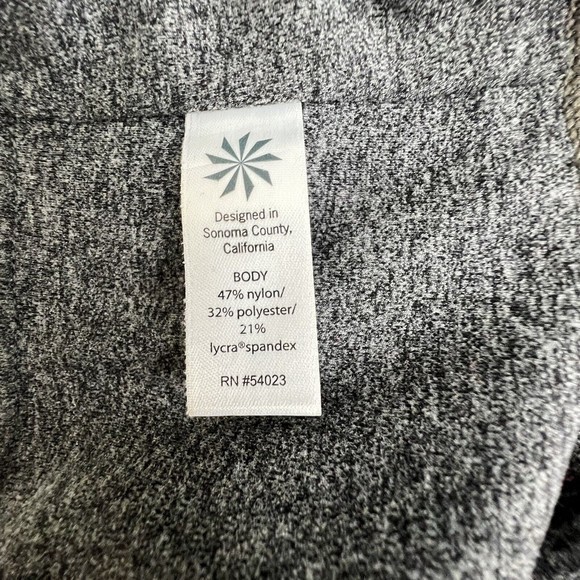 Designed in
Sonoma County,
California
BODY
47% nylon/
32% polyester/
21%
lycra®spandex
RN #54023